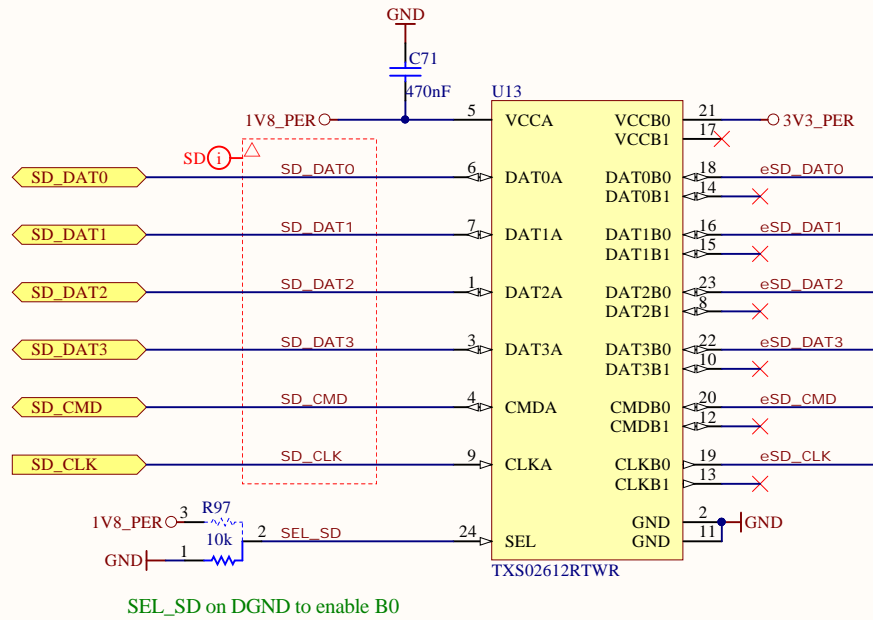 GND
C71
470nF
U13
1V8_PER 5 VCCA VCCB0 21 3V3_PER
VCCB1 17
SD i
SD_DAT0 SD_DAT0 6 DAT0A DAT0B0 18 eSD_DAT0
DAT0B1 14
SD_DAT1 SD_DAT1 7 DAT1A DAT1B0 16 eSD_DAT1
DAT1B1 15
SD_DAT2 SD_DAT2 1 DAT2A DAT2B0 23 eSD_DAT2
DAT2B1 8
SD_DAT3 SD_DAT3 3 DAT3A DAT3B0 22 eSD_DAT3
DAT3B1 10
SD_CMD SD_CMD 4 CMDA CMDB0 20 eSD_CMD
CMDB1 12
SD_CLK SD_CLK 9 CLKA CLKB0 19 eSD_CLK
CLKB1 13
R97
1V8_PER 3 GND 2 GND
10k 2 SEL_SD 24 SEL GND 11
GND 1
TXS02612RTWR
SEL_SD on DGND to enable B0